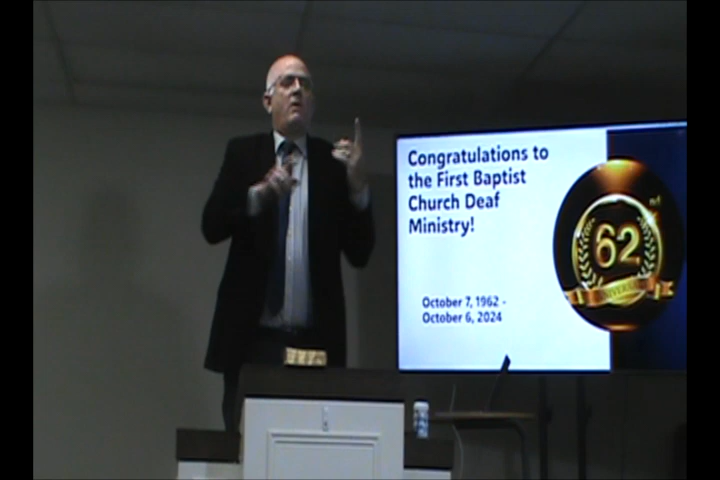 Congratulations to
the First Baptist
Church Deaf
Ministry!
October 7, 1962 -
October 6, 2024
62